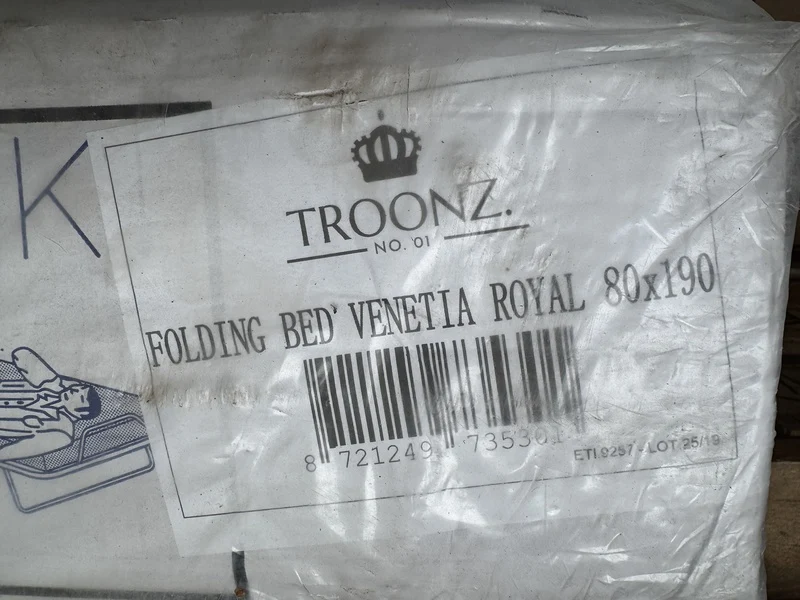 K
TROONZ.
NO. 01
FOLDING BED VENETIA ROYAL 80x190
8 721249 735301
ETI.9257 - LOT.25/19